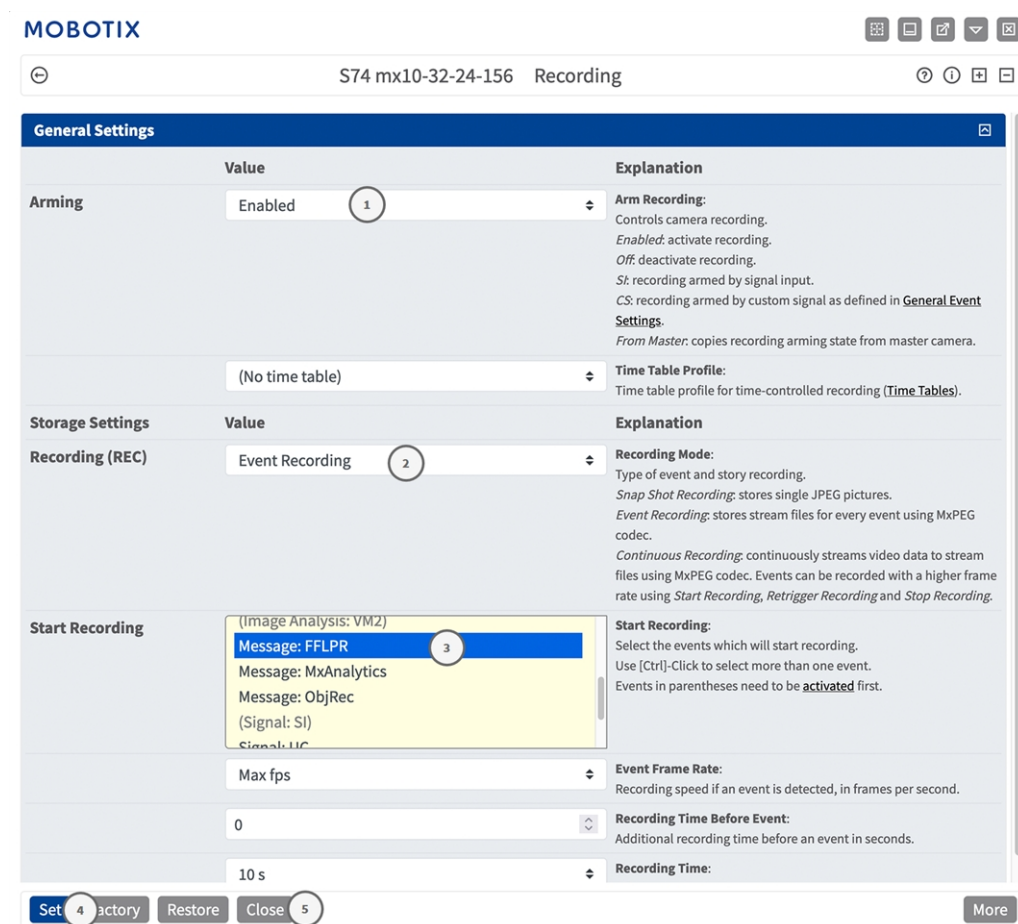 MOBOTIX
S74 mx10-32-24-156 Recording
General Settings
Value Explanation
Arming
Enabled 1
Arm Recording:
Controls camera recording.
Enabled: activate recording.
Off: deactivate recording.
SI: recording armed by signal input.
CS: recording armed by custom signal as defined in General Event
Settings.
From Master: copies recording arming state from master camera.
(No time table)
Time Table Profile:
Time table profile for time-controlled recording (Time Tables).
Storage Settings Value Explanation
Recording (REC)
Event Recording 2
Recording Mode:
Type of event and story recording.
Snap Shot Recording: stores single JPEG pictures.
Event Recording: stores stream files for every event using MxPEG
codec.
Continuous Recording: continuously streams video data to stream
files using MxPEG codec. Events can be recorded with a higher frame
rate using Start Recording, Retrigger Recording and Stop Recording.
Start Recording
(Image Analysis: VM2)
Message: FFLPR 3
Message: MxAnalytics
Message: ObjRec
(Signal: SI)
Signal: UC
Start Recording:
Select the events which will start recording.
Use [Ctrl]-Click to select more than one event.
Events in parentheses need to be activated first.
Max fps
Event Frame Rate:
Recording speed if an event is detected, in frames per second.
0
Recording Time Before Event:
Additional recording time before an event in seconds.
10 s
Recording Time:
Set 4 actory Restore Close 5 More